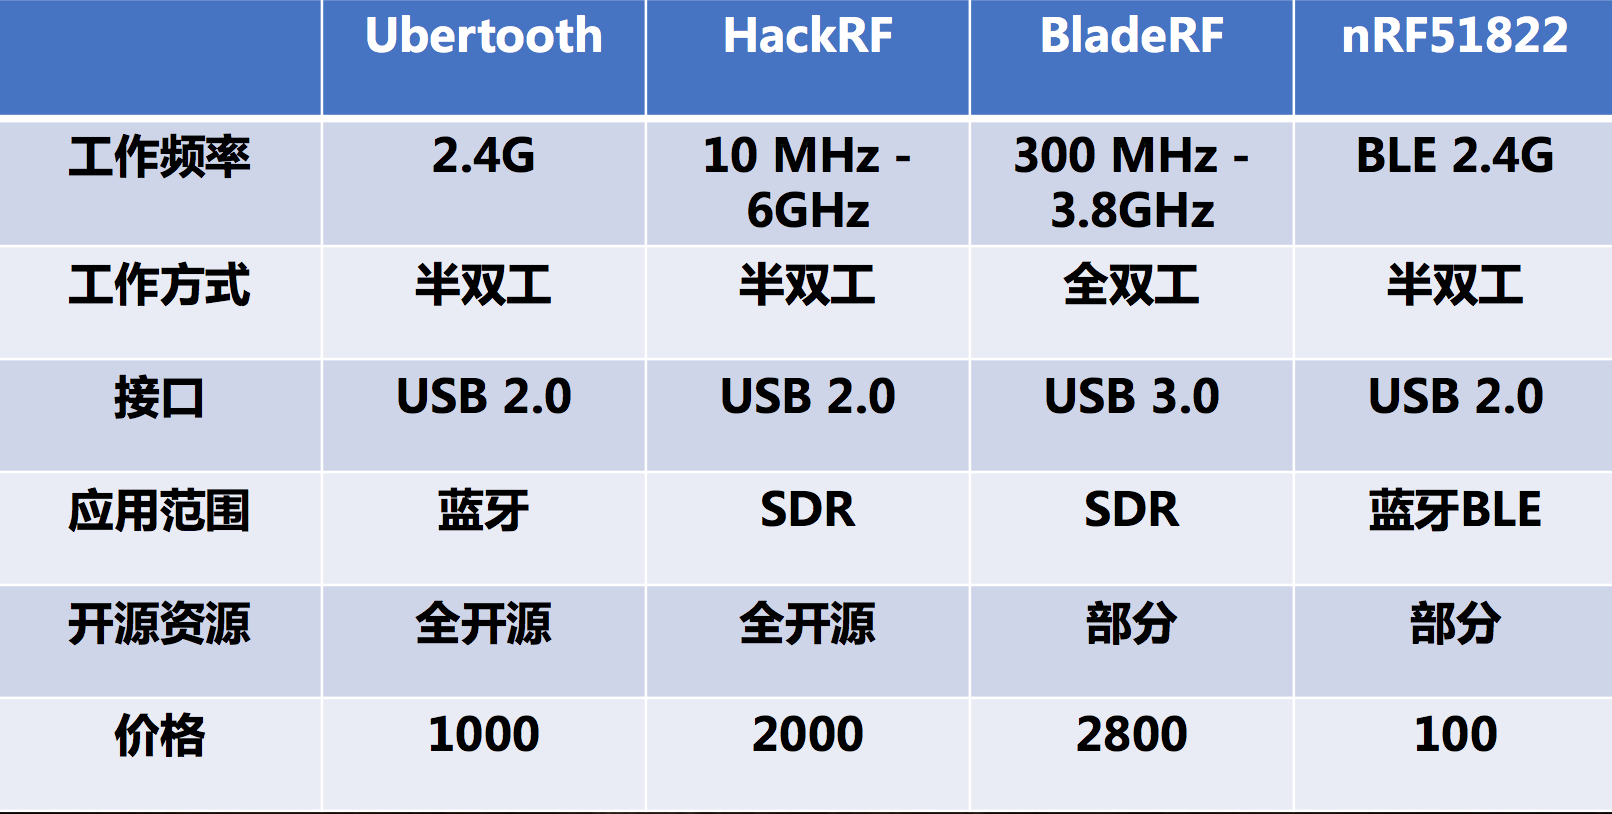 Ubertooth HackRF BladeRF nRF51822
工作频率 2.4G 10 MHz - 300 MHz - BLE 2.4G
6GHz 3.8GHz
工作方式 半双工 半双工 全双工 半双工
接口 USB 2.0 USB 2.0 USB 3.0 USB 2.0
应用范围 蓝牙 SDR SDR 蓝牙BLE
开源资源 全开源 全开源 部分 部分
价格 1000 2000 2800 100